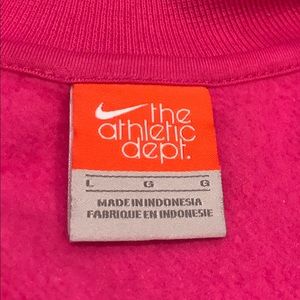 the
athletic
dept.
L G G
MADE IN INDONESIA
FABRIQUE EN INDONESIE